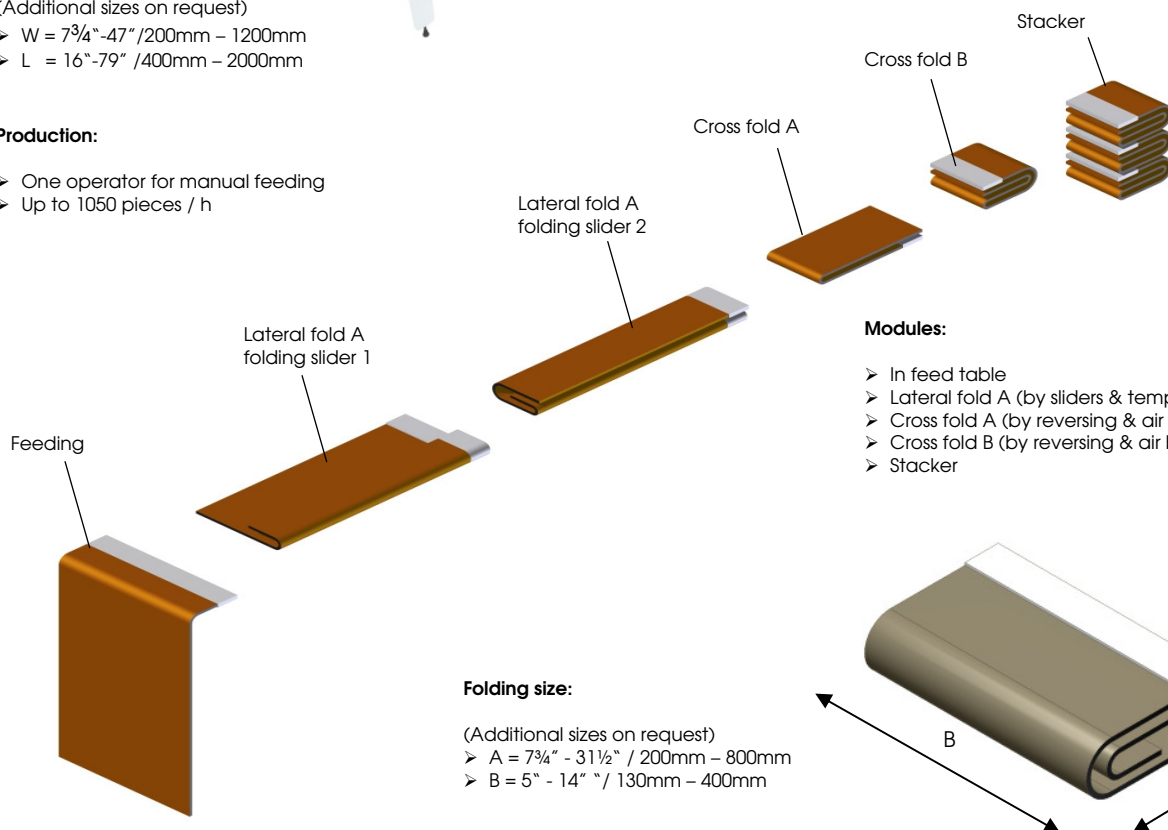 (Additional sizes on request)
➢ W = 7¾“-47”/200mm – 1200mm
➢ L = 16“-79” /400mm – 2000mm
Production:
➢ One operator for manual feeding
➢ Up to 1050 pieces / h
Stacker
Cross fold B
Cross fold A
Lateral fold A
folding slider 2
Lateral fold A
folding slider 1
Feeding
Modules:
➢ In feed table
➢ Lateral fold A (by sliders & temp
➢ Cross fold A (by reversing & air
➢ Cross fold B (by reversing & air
➢ Stacker
Folding size:
(Additional sizes on request)
➢ A = 7¾” - 31½“ / 200mm – 800mm
➢ B = 5“ - 14” “/ 130mm – 400mm
B